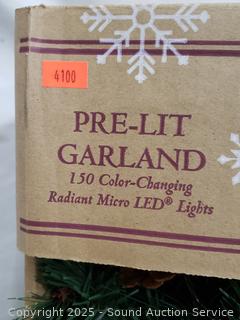 4100
PRE-LIT
GARLAND
150 Color-Changing
Radiant Micro LED® Lights
Copyright © 2025 - Sound Auction Service